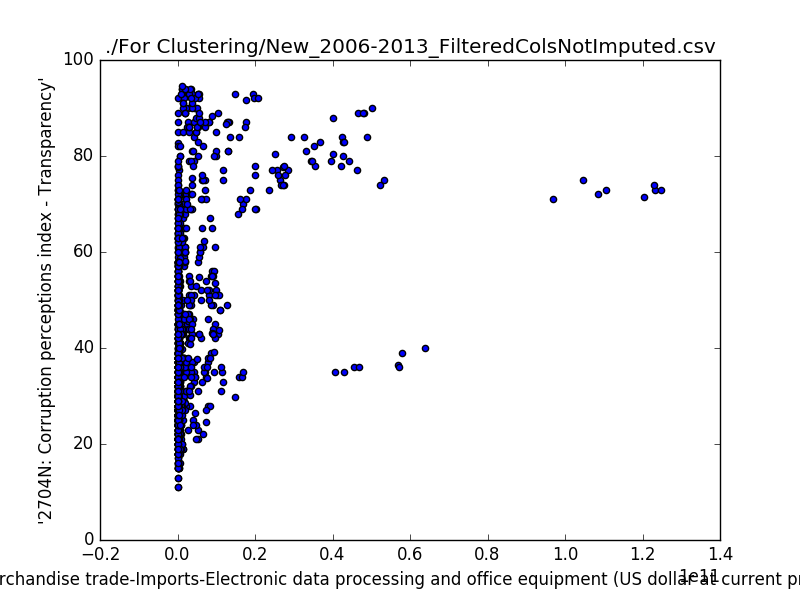 ./For Clustering/New_2006-2013_FilteredColsNotImputed.csv
'2704N: Corruption perceptions index - Transparency'
100
80
60
40
20
0
−0.2 0.0 0.2 0.4 0.6 0.8 1.0 1.2 1.4
1e11
rchandise trade-Imports-Electronic data processing and office equipment (US dollar at current pr